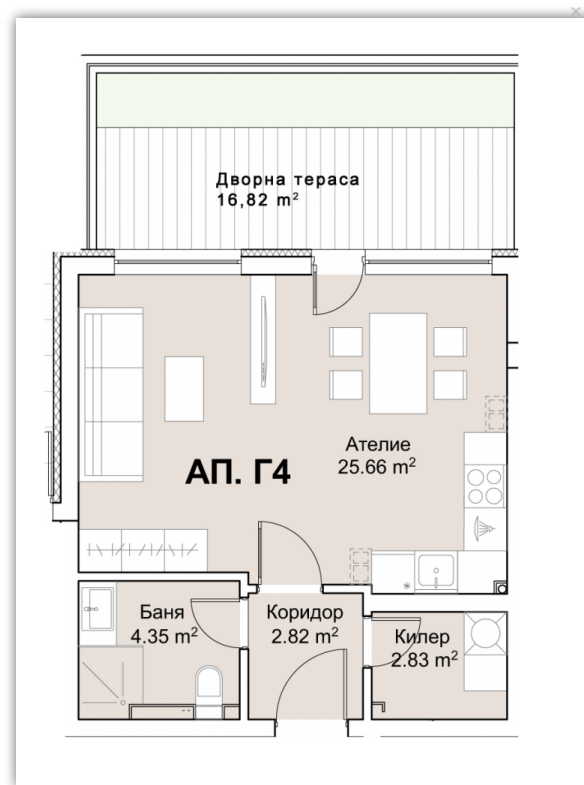 Дворна тераса
16,82 m²
Ателие
25.66 m²
АП. Г4
Баня
4.35 m²
Коридор
2.82 m²
Килер
2.83 m²